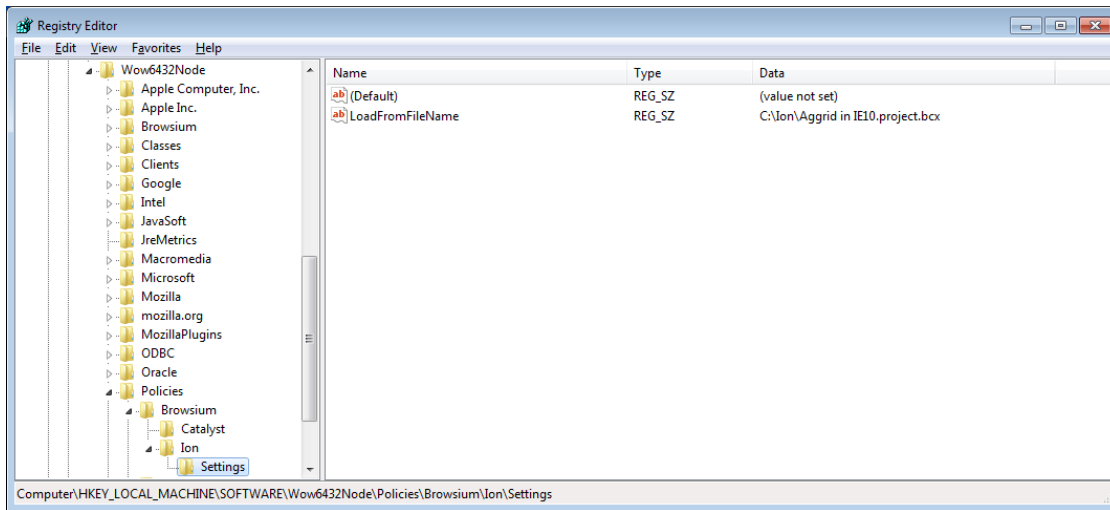 Registry Editor
File Edit View Favorites Help
Wow6432Node
Apple Computer, Inc.
Apple Inc.
Browsium
Classes
Clients
Google
Intel
JavaSoft
JreMetrics
Macromedia
Microsoft
Mozilla
mozilla.org
MozillaPlugins
ODBC
Oracle
Policies
Browsium
Catalyst
Ion
Settings
Name Type Data
ab (Default) REG_SZ (value not set)
ab LoadFromFileName REG_SZ C:\Ion\Aggrid in IE10.project.bcx
Computer\HKEY_LOCAL_MACHINE\SOFTWARE\Wow6432Node\Policies\Browsium\Ion\Settings